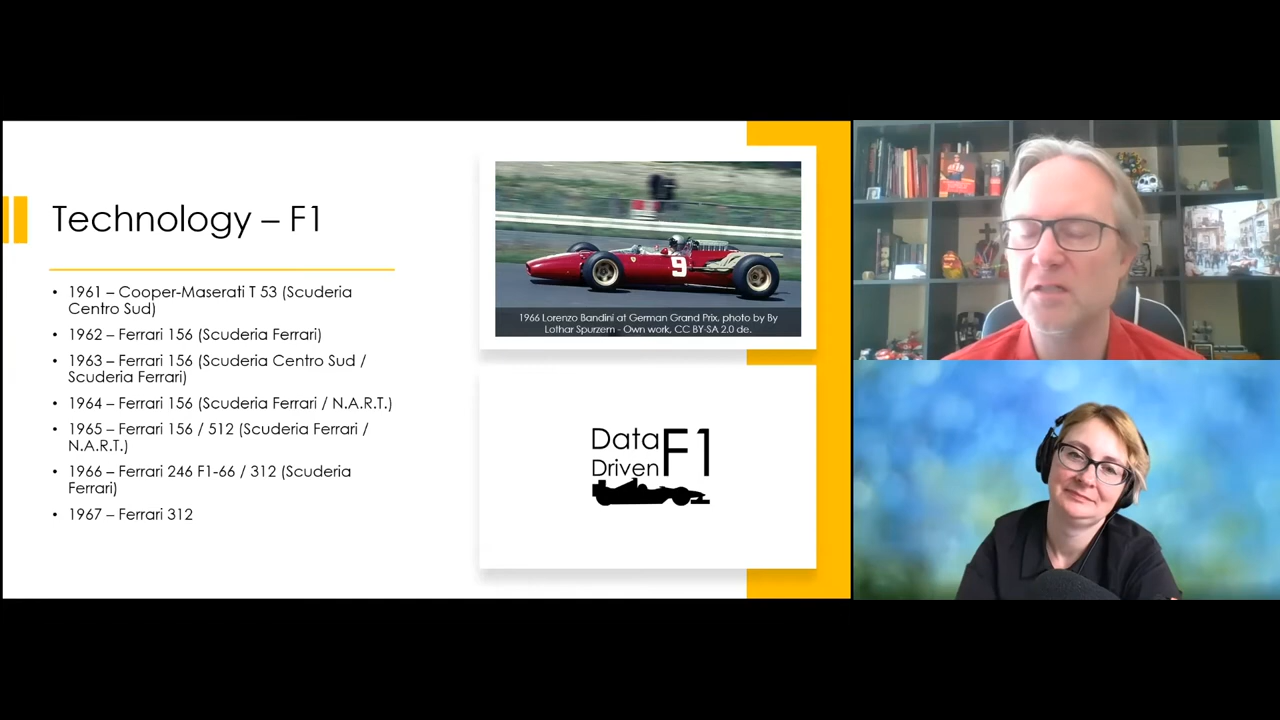 Technology – F1
• 1961 – Cooper-Maserati T 53 (Scuderia
Centro Sud)
• 1962 – Ferrari 156 (Scuderia Ferrari)
• 1963 – Ferrari 156 (Scuderia Centro Sud /
Scuderia Ferrari)
• 1964 – Ferrari 156 (Scuderia Ferrari / N.A.R.T.)
• 1965 – Ferrari 156 / 512 (Scuderia Ferrari /
N.A.R.T.)
• 1966 – Ferrari 246 F1-66 / 312 (Scuderia
Ferrari)
• 1967 – Ferrari 312
9
1966 Lorenzo Bandini at German Grand Prix, photo by By
Lothar Spurzem - Own work, CC BY-SA 2.0 de.
Data
Driven
F1